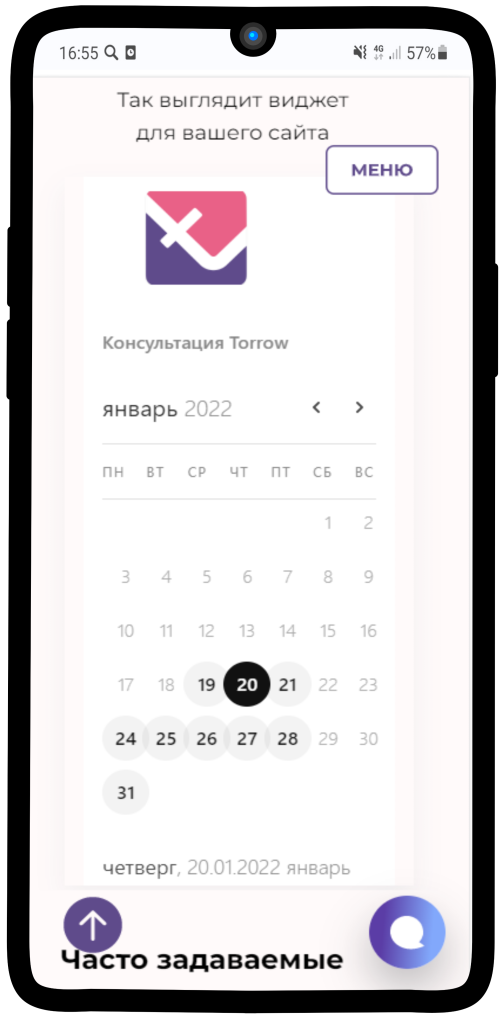 16:55 4G 57%
Так выглядит виджет
для вашего сайта
МЕНЮ
Консультация Torrow
январь 2022
ПН ВТ СР ЧТ ПТ СБ ВС
1 2
3 4 5 6 7 8 9
10 11 12 13 14 15 16
17 18 19 20 21 22 23
24 25 26 27 28 29 30
31
четверг, 20.01.2022 январь
Часто задаваемые